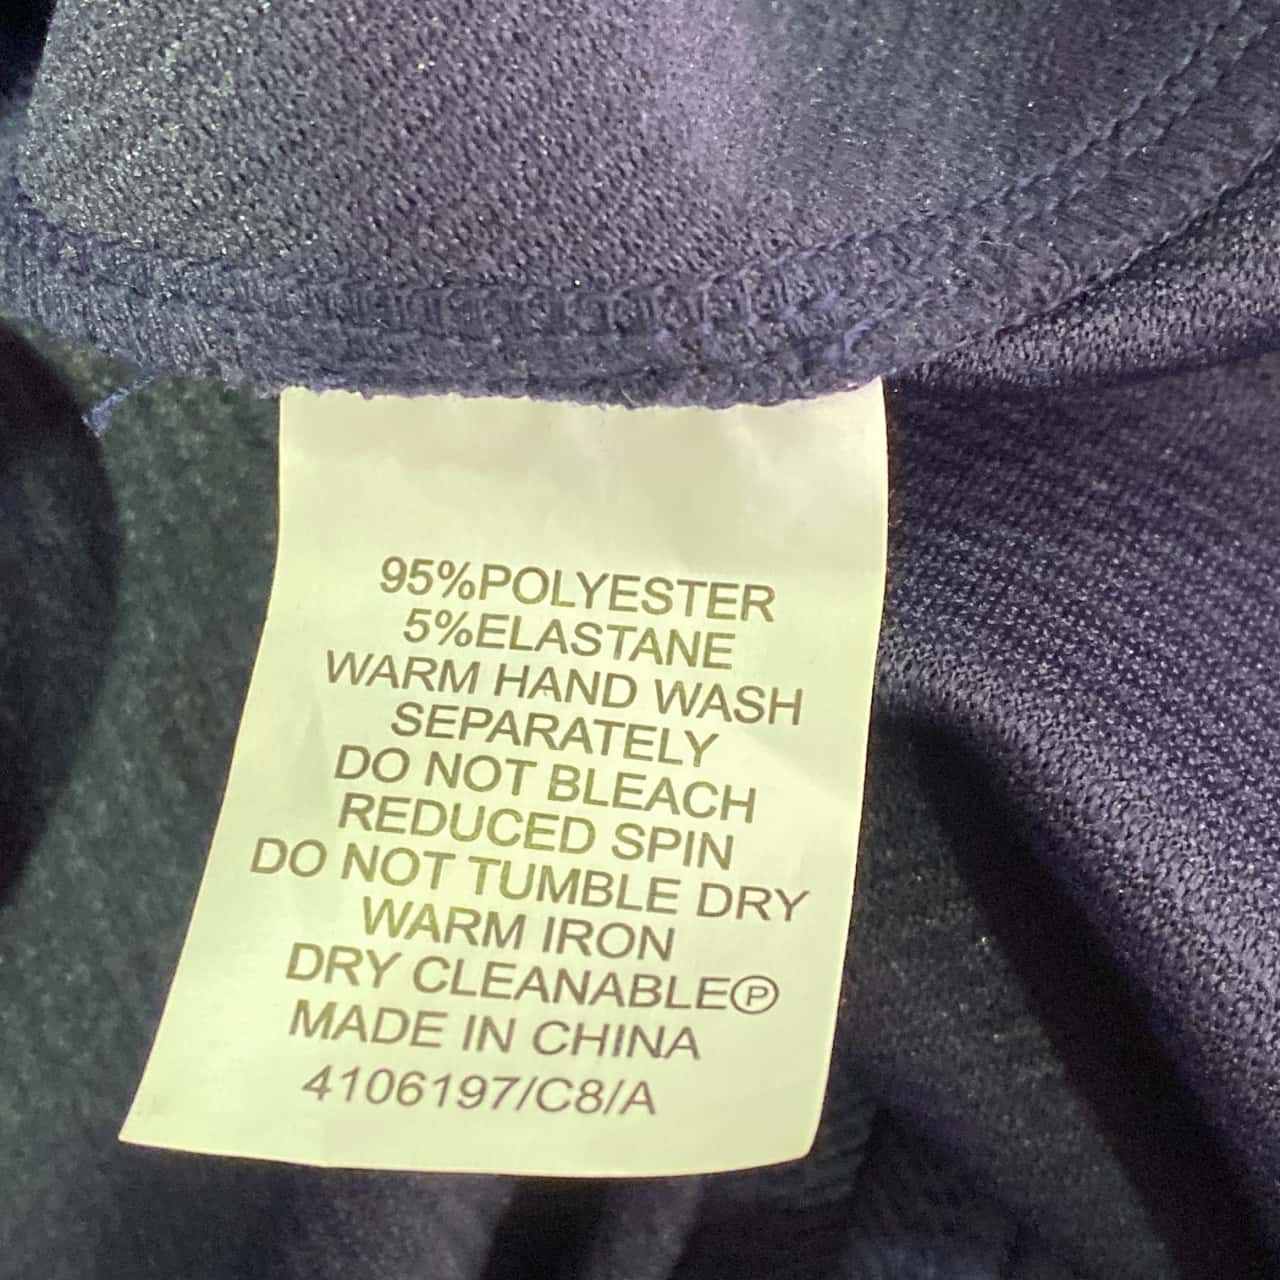 95%POLYESTER
5%ELASTANE
WARM HAND WASH
SEPARATELY
DO NOT BLEACH
REDUCED SPIN
DO NOT TUMBLE DRY
WARM IRON
DRY CLEANABLEⓅ
MADE IN CHINA
4106197/C8/A